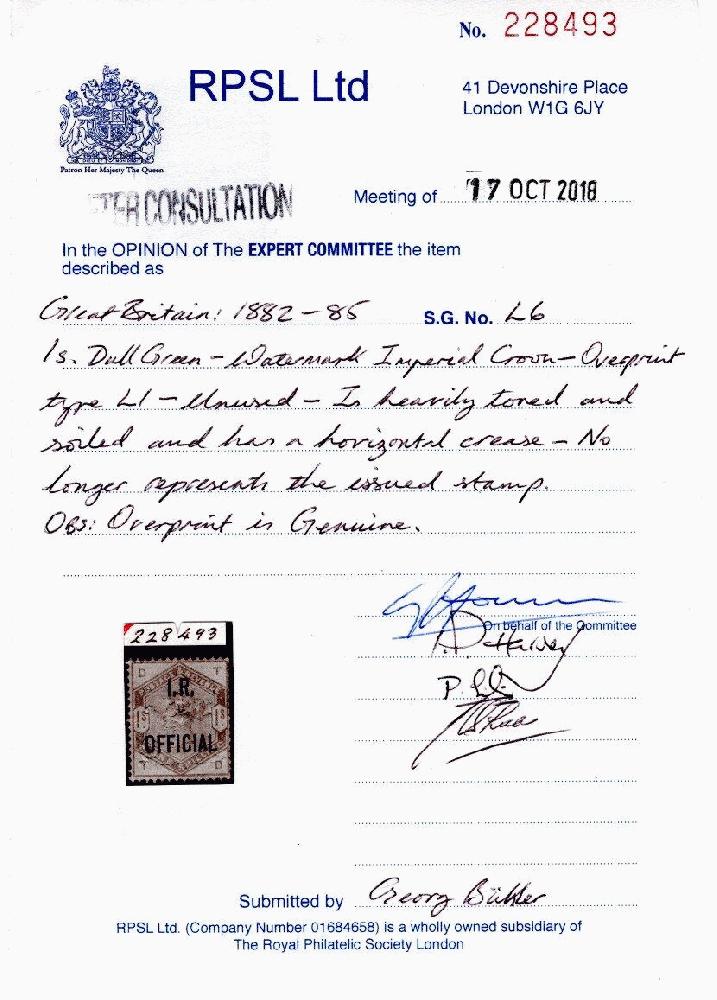 No. 228493
RPSL Ltd
41 Devonshire Place
London W1G 6JY
Patron Her Majesty The Queen
CONSULTATION
Meeting of 17 OCT 2018
In the OPINION of The EXPERT COMMITTEE the item
described as
Great Britain: 1882-85 S.G. No. L6
1s. Dull Green - Watermark Imperial Crown - Overprint
type L1 - Unused - Is heavily toned and
soiled and has a horizontal crease - No
longer represents the issued stamp.
OBS: Overprint is Genuine.
On behalf of the Committee
228493
I.R.
OFFICIAL
Submitted by Georg Bühler
RPSL Ltd. (Company Number 01684658) is a wholly owned subsidiary of
The Royal Philatelic Society London